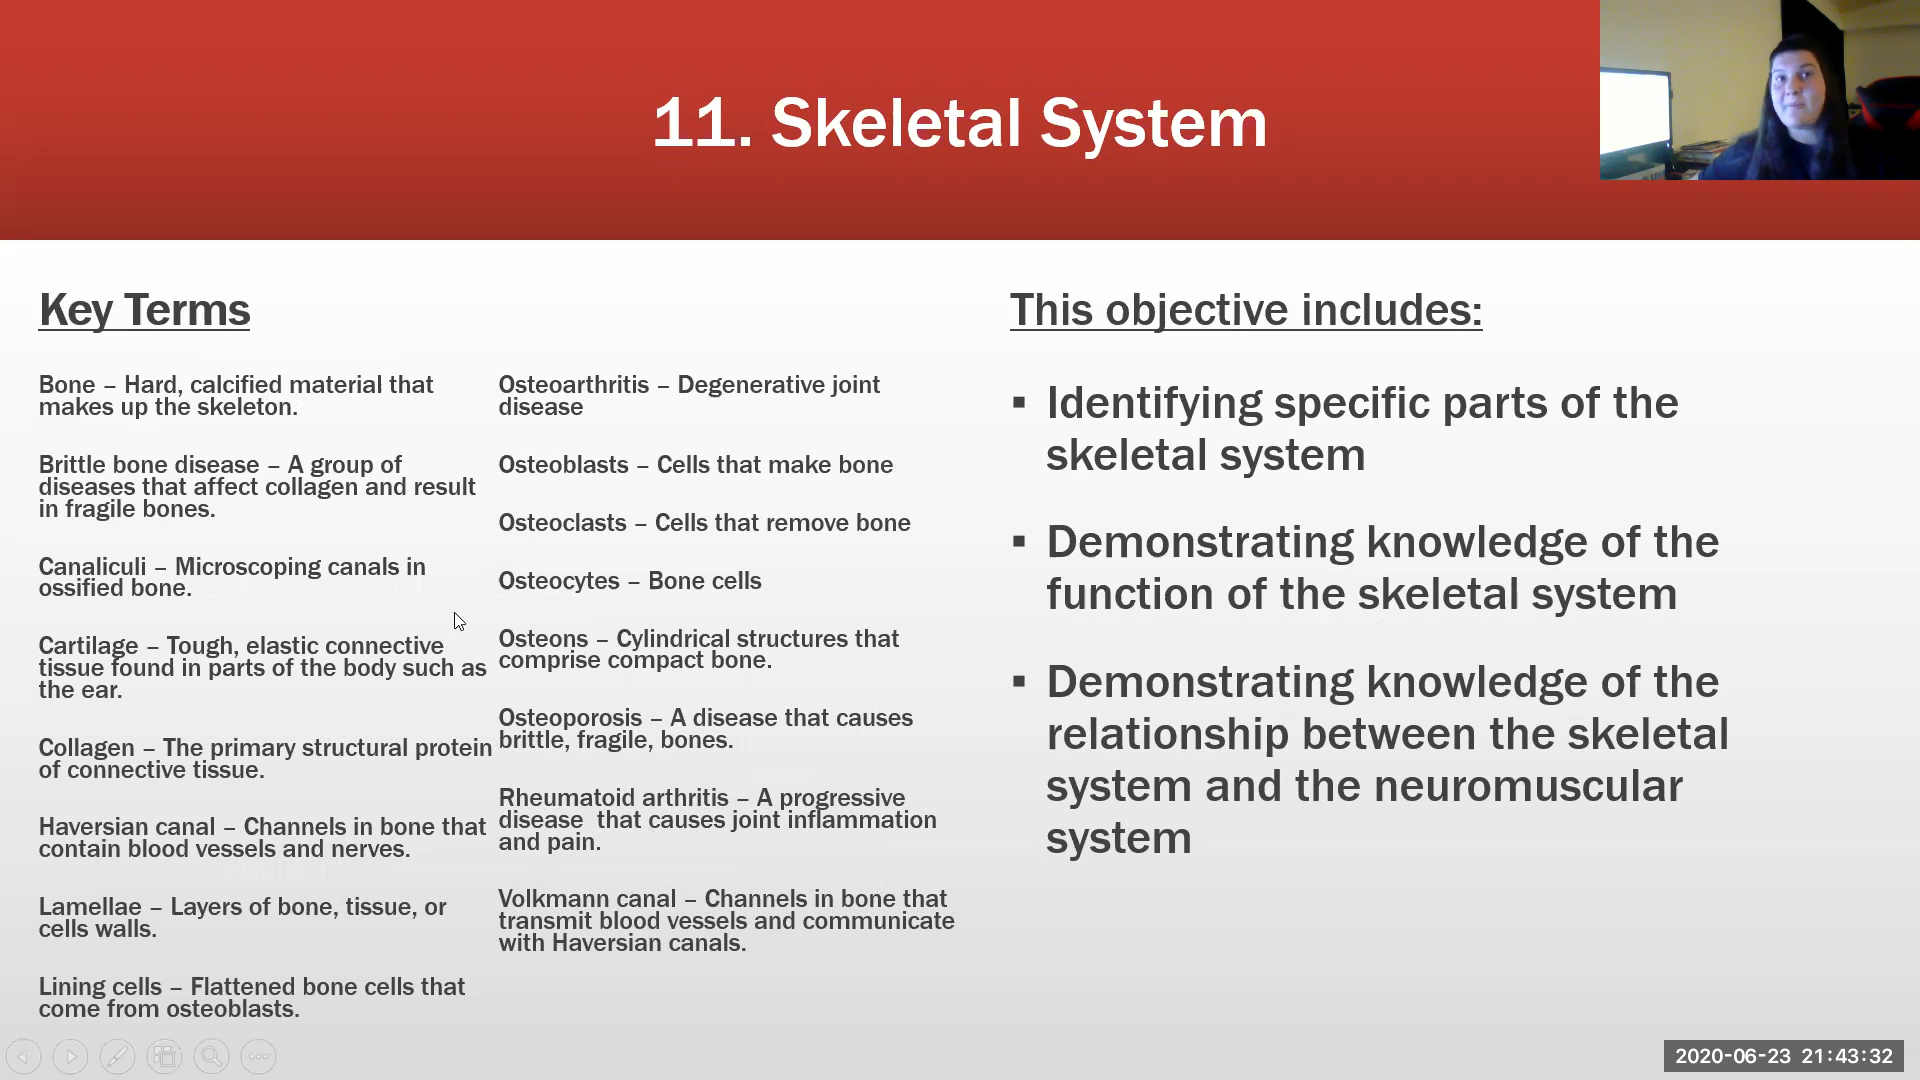 11. Skeletal System
Key Terms
Bone – Hard, calcified material that
makes up the skeleton.
Brittle bone disease – A group of
diseases that affect collagen and result
in fragile bones.
Canaliculi – Microscoping canals in
ossified bone.
Cartilage – Tough, elastic connective
tissue found in parts of the body such as
the ear.
Collagen – The primary structural protein
of connective tissue.
Haversian canal – Channels in bone that
contain blood vessels and nerves.
Lamellae – Layers of bone, tissue, or
cells walls.
Lining cells – Flattened bone cells that
come from osteoblasts.
Osteoarthritis – Degenerative joint
disease
Osteoblasts – Cells that make bone
Osteoclasts – Cells that remove bone
Osteocytes – Bone cells
Osteons – Cylindrical structures that
comprise compact bone.
Osteoporosis – A disease that causes
brittle, fragile, bones.
Rheumatoid arthritis – A progressive
disease  that causes joint inflammation
and pain.
Volkmann canal – Channels in bone that
transmit blood vessels and communicate
with Haversian canals.
This objective includes:
▪ Identifying specific parts of the
skeletal system
▪ Demonstrating knowledge of the
function of the skeletal system
▪ Demonstrating knowledge of the
relationship between the skeletal
system and the neuromuscular
system
2020-06-23 21:43:32